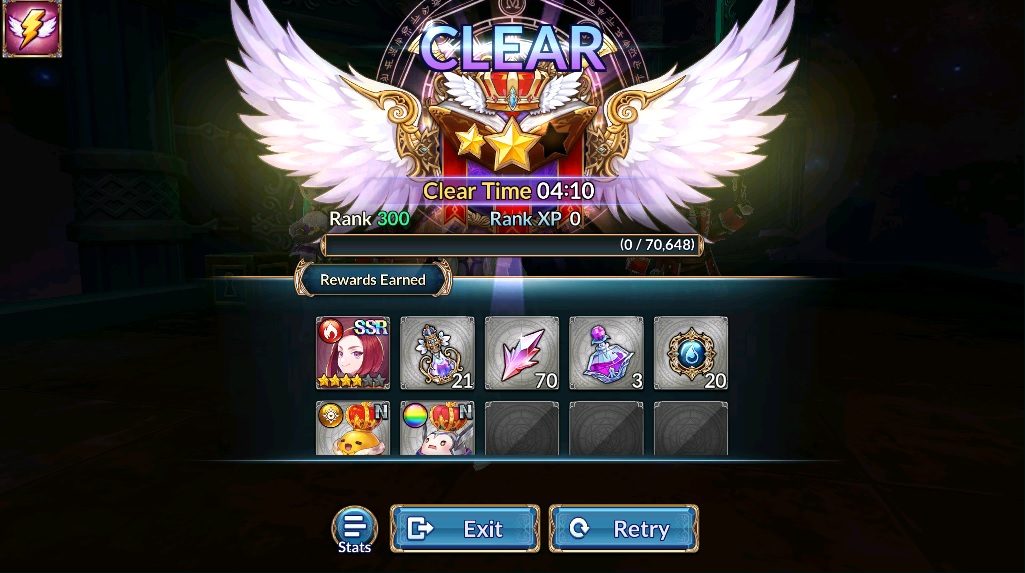 CLEAR
Clear Time 04:10
Rank 300 Rank XP 0
(0 / 70,648)
Rewards Earned
SSR
21 70 3 20
N N
Stats Exit Retry